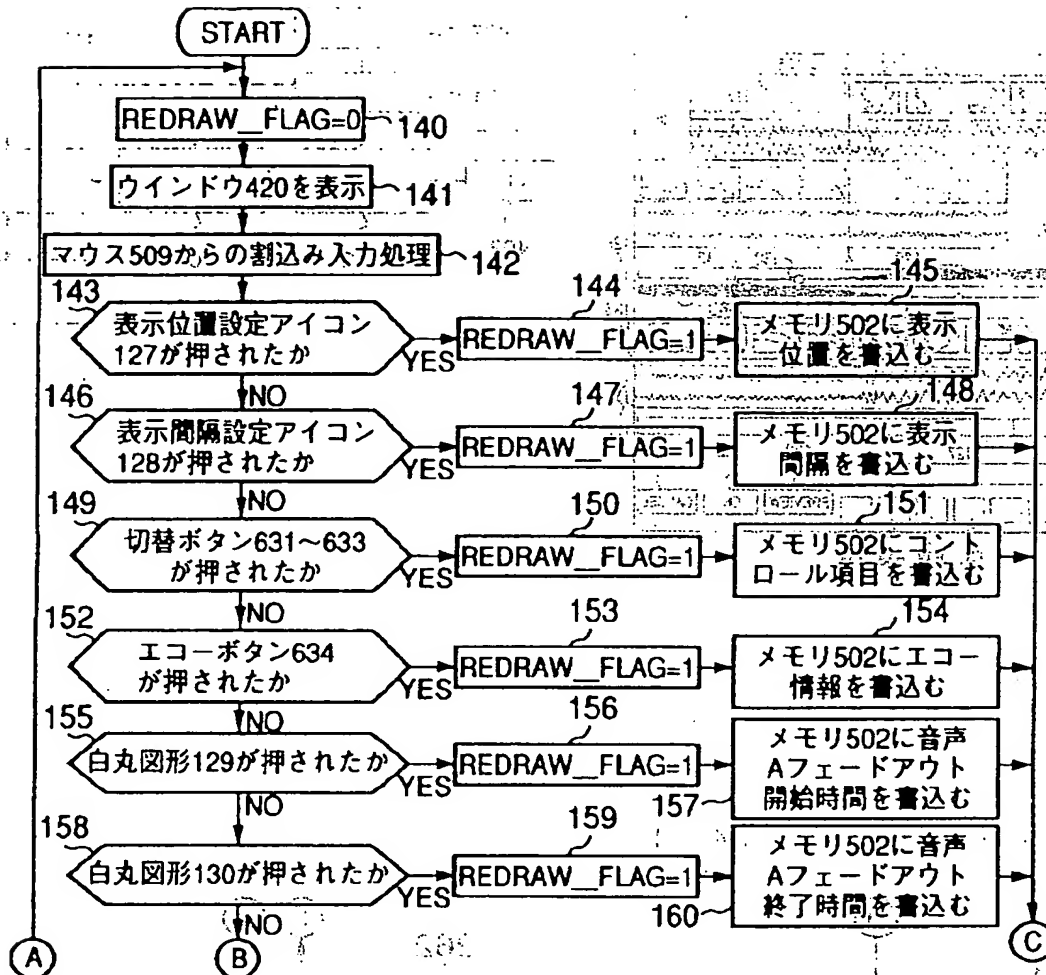 START
REDRAW__FLAG=0
140
ウインドウ420を表示
141
マウス509からの割込み入力処理
142
143
表示位置設定アイコン
127が押されたか
YES
144
REDRAW__FLAG=1
145
メモリ502に表示
位置を書込む
NO
146
表示間隔設定アイコン
128が押されたか
YES
147
REDRAW__FLAG=1
148
メモリ502に表示
間隔を書込む
NO
149
切替ボタン631〜633
が押されたか
YES
150
REDRAW__FLAG=1
151
メモリ502にコント
ロール項目を書込む
NO
152
エコーボタン634
が押されたか
YES
153
REDRAW__FLAG=1
154
メモリ502にエコー
情報を書込む
NO
155
白丸図形129が押されたか
YES
156
REDRAW__FLAG=1
157
メモリ502に音声
Aフェードアウト
開始時間を書込む
NO
158
白丸図形130が押されたか
YES
159
REDRAW__FLAG=1
160
メモリ502に音声
Aフェードアウト
終了時間を書込む
NO
A
B
C